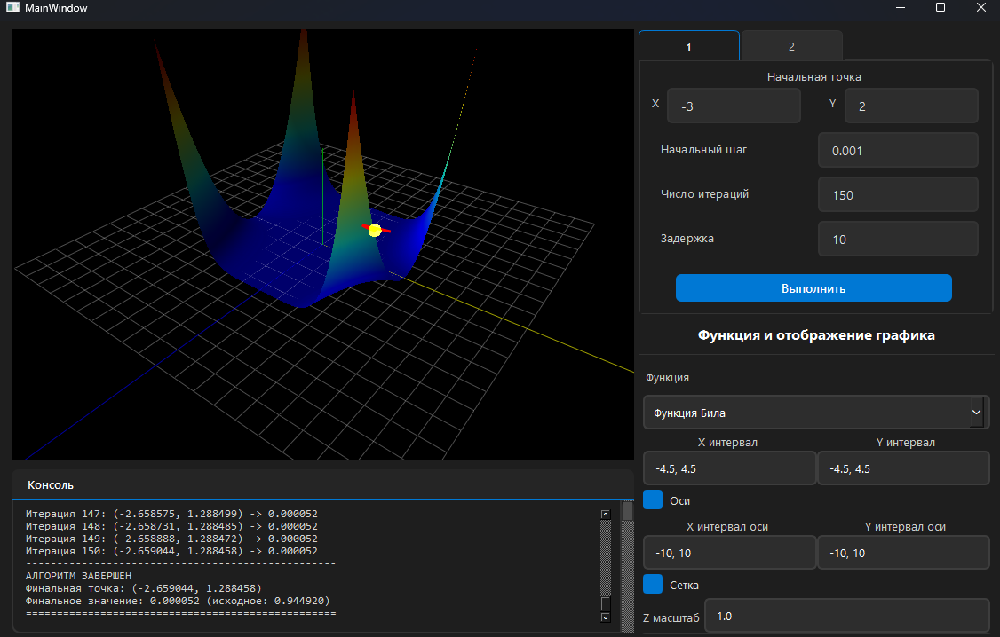 MainWindow
1
2
Начальная точка
X
-3
Y
2
Начальный шаг
0.001
Число итераций
150
Задержка
10
Выполнить
Функция и отображение графика
Функция
Функция Била
X интервал
Y интервал
-4.5, 4.5
-4.5, 4.5
Оси
X интервал оси
Y интервал оси
-10, 10
-10, 10
Сетка
Z масштаб
1.0
Консоль
Итерация 147: (-2.658575, 1.288499) -> 0.000052
Итерация 148: (-2.658731, 1.288485) -> 0.000052
Итерация 149: (-2.658888, 1.288472) -> 0.000052
Итерация 150: (-2.659044, 1.288458) -> 0.000052
--------------------------------------------------
АЛГОРИТМ ЗАВЕРШЕН
Финальная точка: (-2.659044, 1.288458)
Финальное значение: 0.000052 (исходное: 0.944920)
==================================================